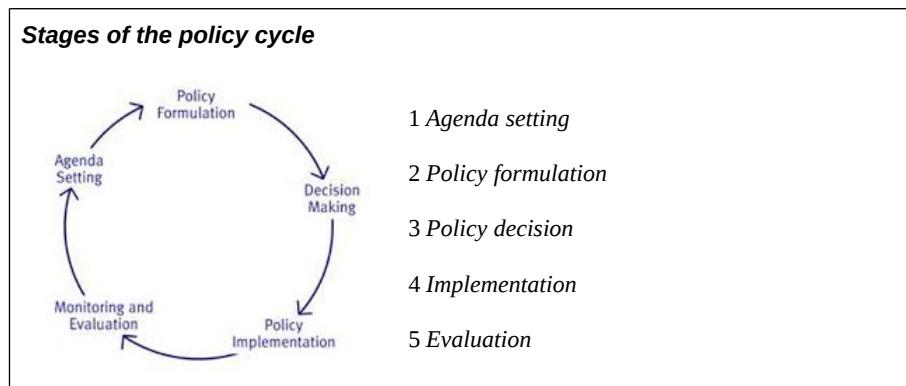 Stages of the policy cycle
Policy
Formulation
Agenda
Setting
Decision
Making
Monitoring and
Evaluation
Policy
Implementation
1 Agenda setting
2 Policy formulation
3 Policy decision
4 Implementation
5 Evaluation